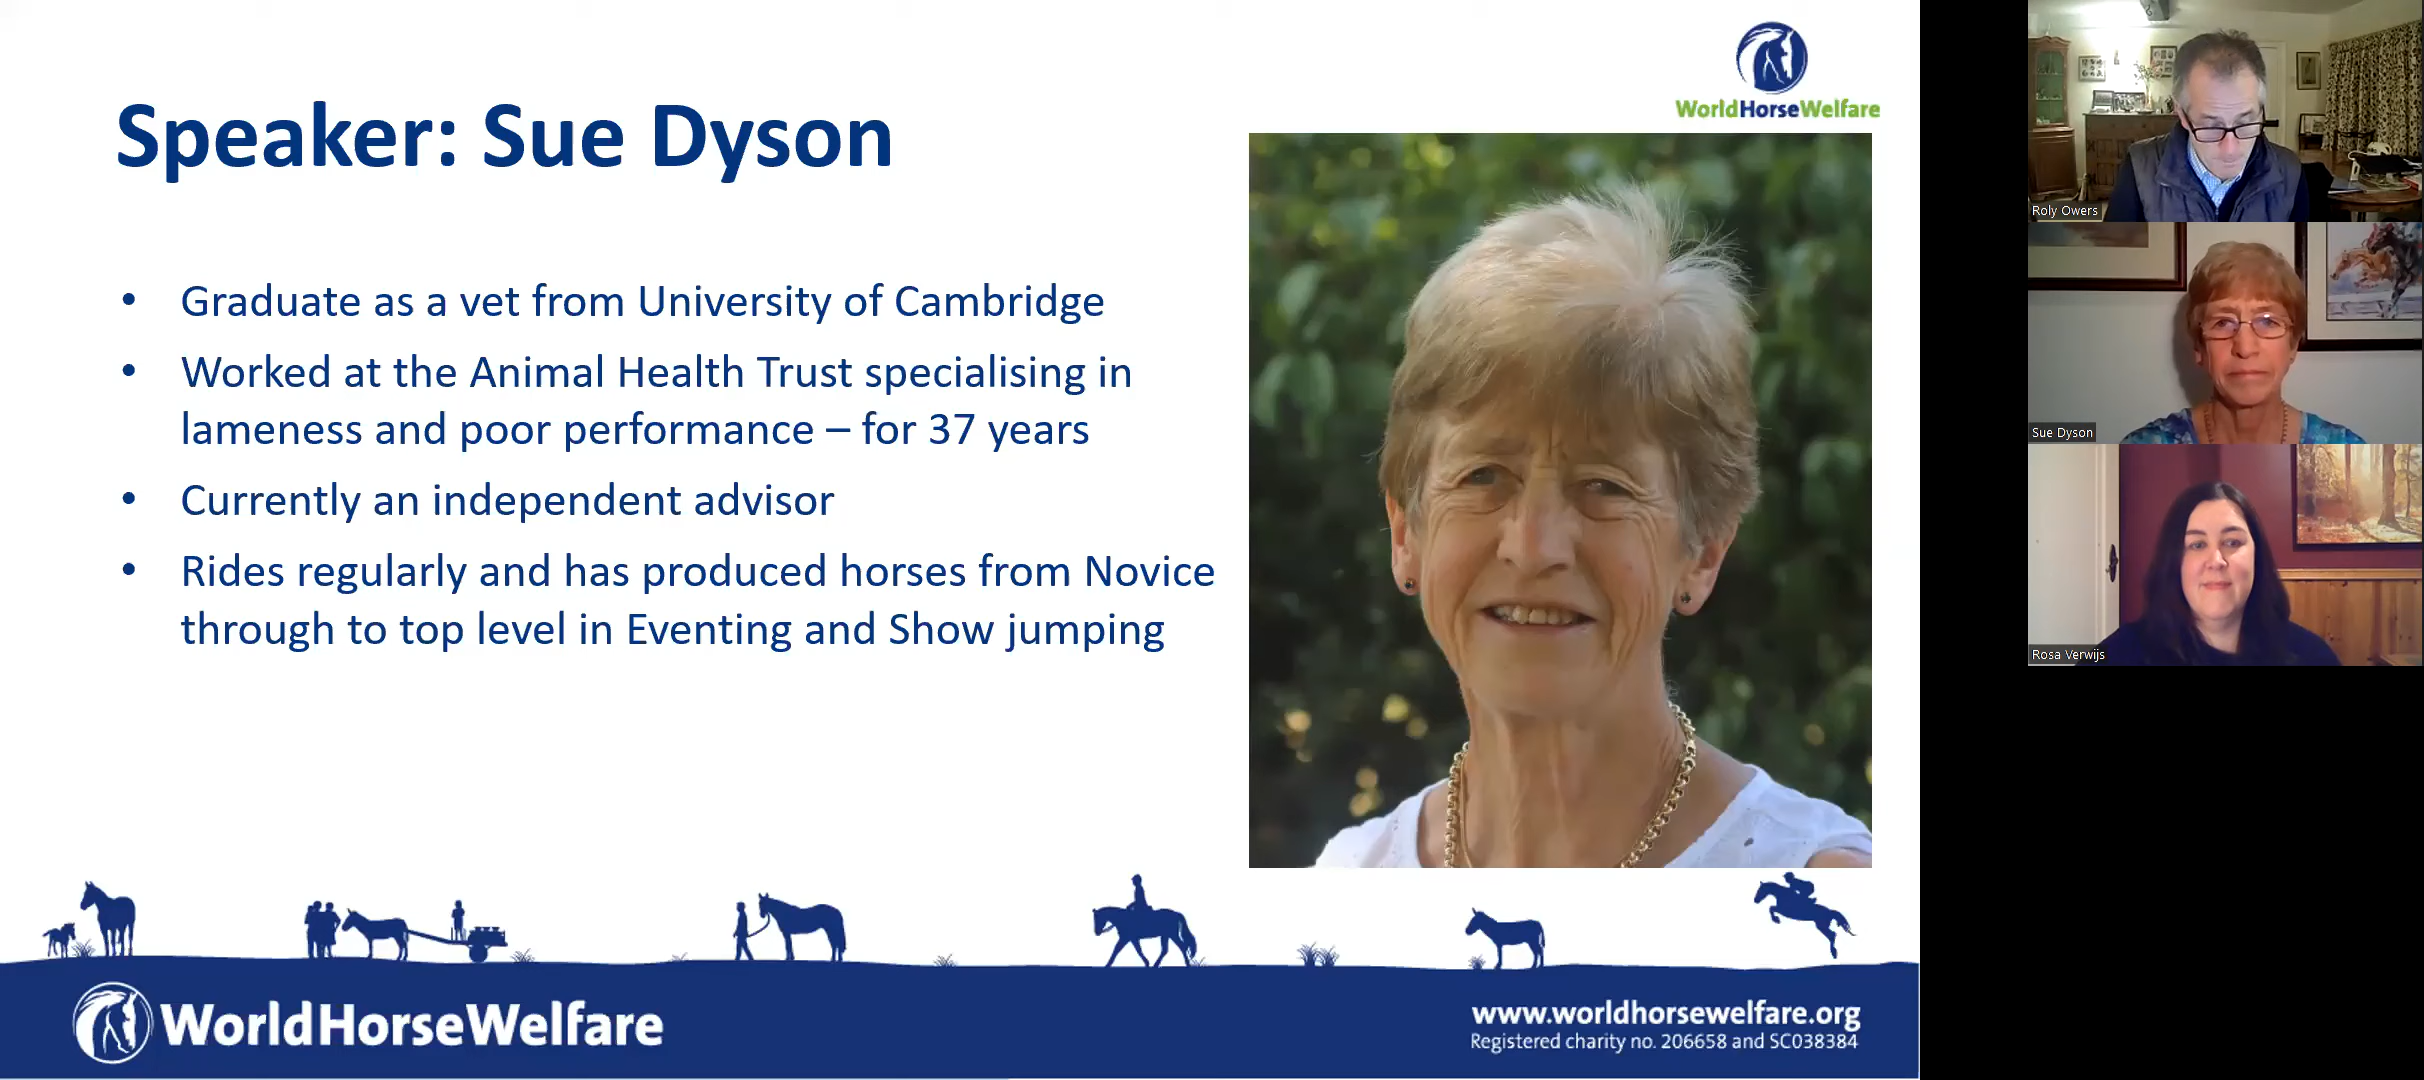 WorldHorseWelfare
Speaker: Sue Dyson
• Graduate as a vet from University of Cambridge
• Worked at the Animal Health Trust specialising in
lameness and poor performance – for 37 years
• Currently an independent advisor
• Rides regularly and has produced horses from Novice
through to top level in Eventing and Show jumping
WorldHorseWelfare
www.worldhorsewelfare.org
Registered charity no. 206658 and SC038384
Roly Owers
Sue Dyson
Rosa Verwijs